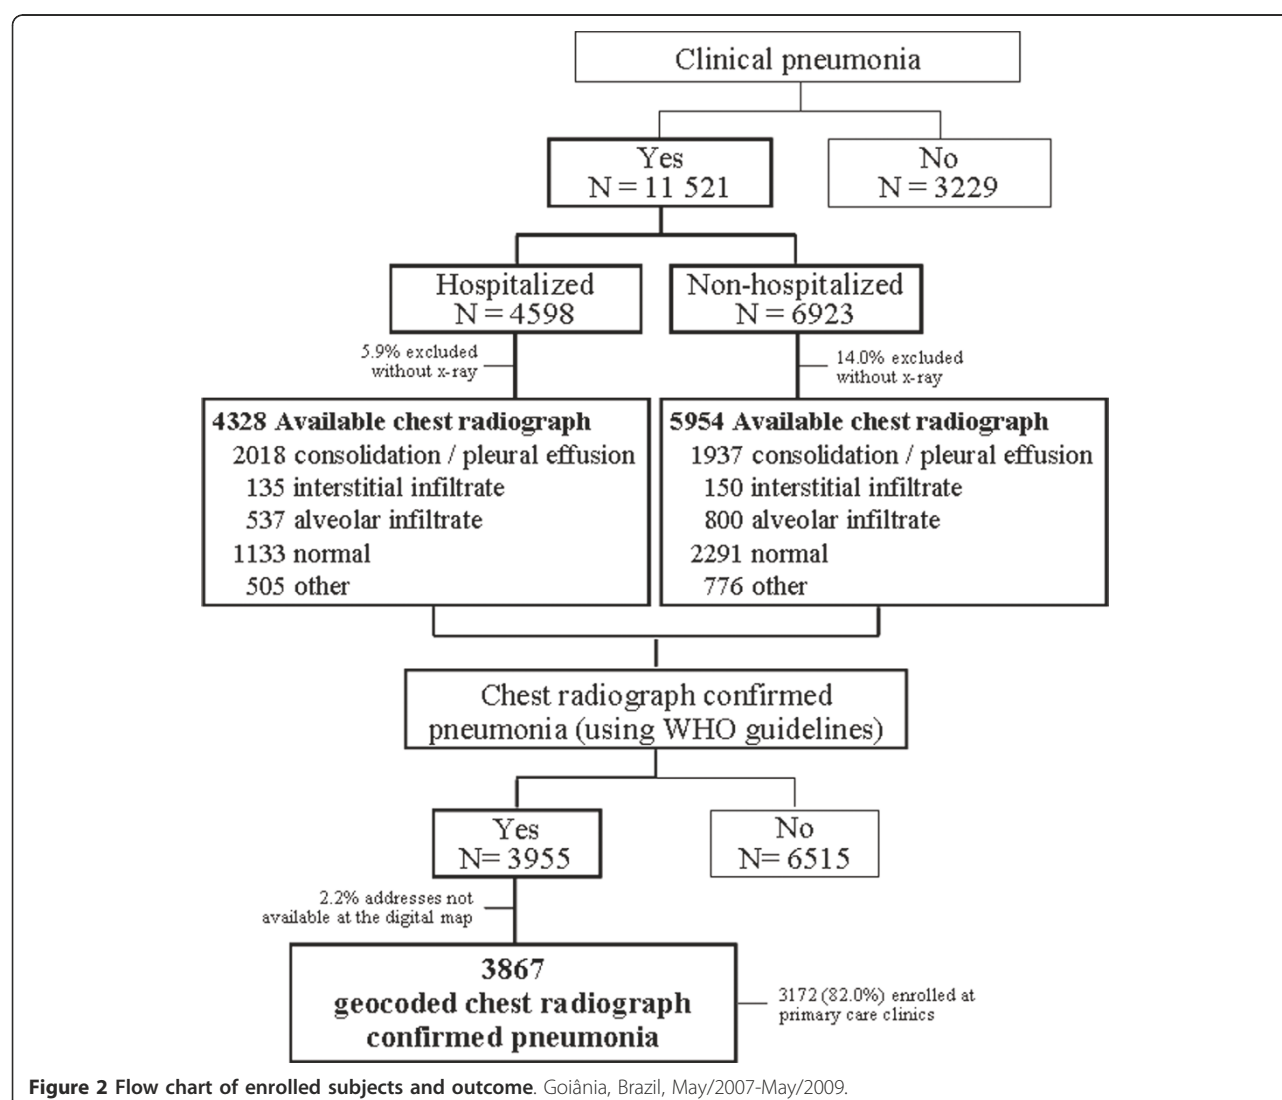 Clinical pneumonia
Yes
N = 11 521
No
N = 3229
Hospitalized
N = 4598
Non-hospitalized
N = 6923
5.9% excluded
without x-ray
14.0% excluded
without x-ray
4328 Available chest radiograph
2018 consolidation / pleural effusion
135 interstitial infiltrate
537 alveolar infiltrate
1133 normal
505 other
5954 Available chest radiograph
1937 consolidation / pleural effusion
150 interstitial infiltrate
800 alveolar infiltrate
2291 normal
776 other
Chest radiograph confirmed
pneumonia (using WHO guidelines)
Yes
N= 3955
No
N= 6515
2.2% addresses not
available at the digital map
3867
geocoded chest radiograph
confirmed pneumonia
3172 (82.0%) enrolled at
primary care clinics
Figure 2 Flow chart of enrolled subjects and outcome. Goiânia, Brazil, May/2007-May/2009.